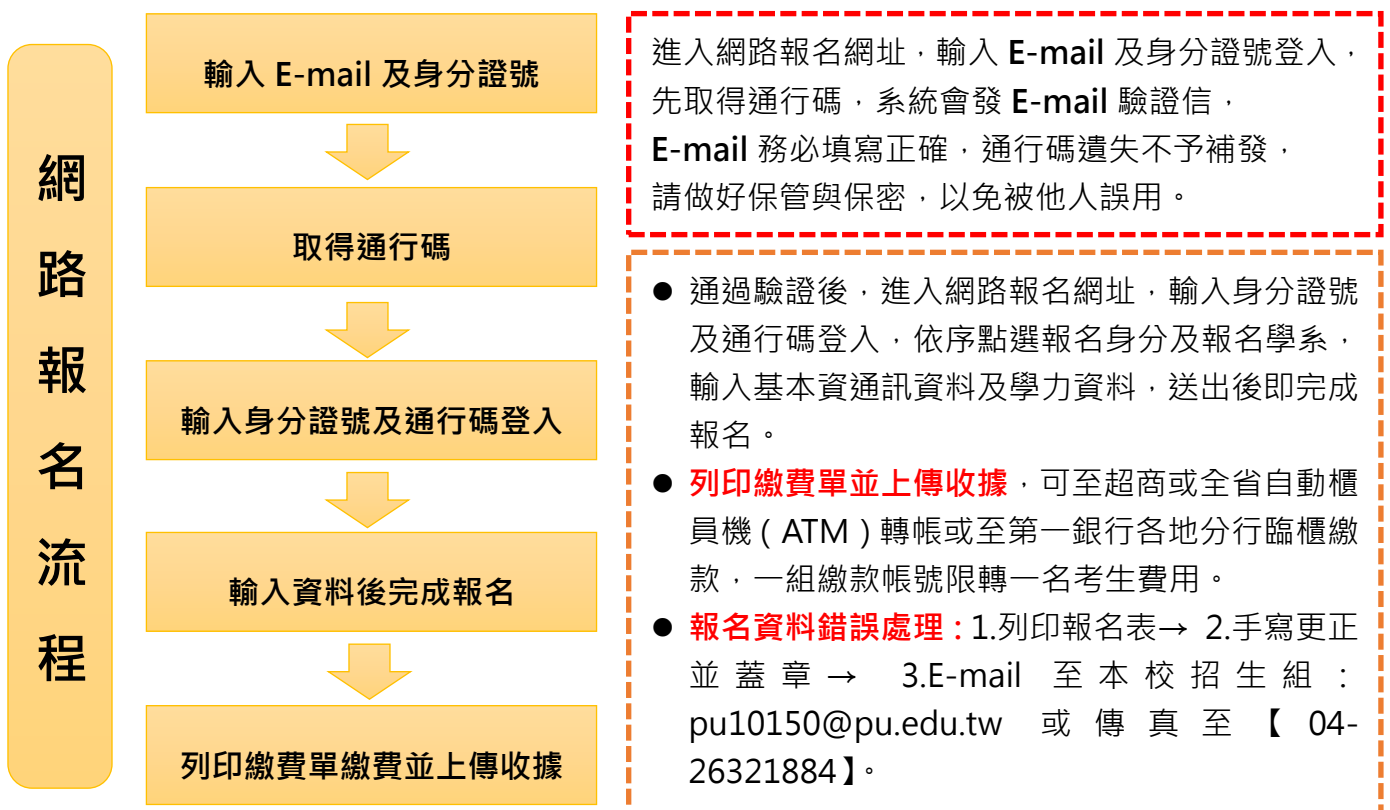 網路報名流程
輸入 E-mail 及身分證號
取得通行碼
輸入身分證號及通行碼登入
輸入資料後完成報名
列印繳費單繳費並上傳收據
進入網路報名網址，輸入 E-mail 及身分證號登入，
先取得通行碼，系統會發 E-mail 驗證信，
E-mail 務必填寫正確，通行碼遺失不予補發，
請做好保管與保密，以免被他人誤用。
● 通過驗證後，進入網路報名網址，輸入身分證號
及通行碼登入，依序點選報名身分及報名學系，
輸入基本資通訊資料及學力資料，送出後即完成
報名。
● 列印繳費單並上傳收據，可至超商或全省自動櫃
員機（ATM）轉帳或至第一銀行各地分行臨櫃繳
款，一組繳款帳號限轉一名考生費用。
● 報名資料錯誤處理：1.列印報名表→ 2.手寫更正
並蓋章→ 3.E-mail 至本校招生組：
pu10150@pu.edu.tw 或傳真至【04-
26321884】。